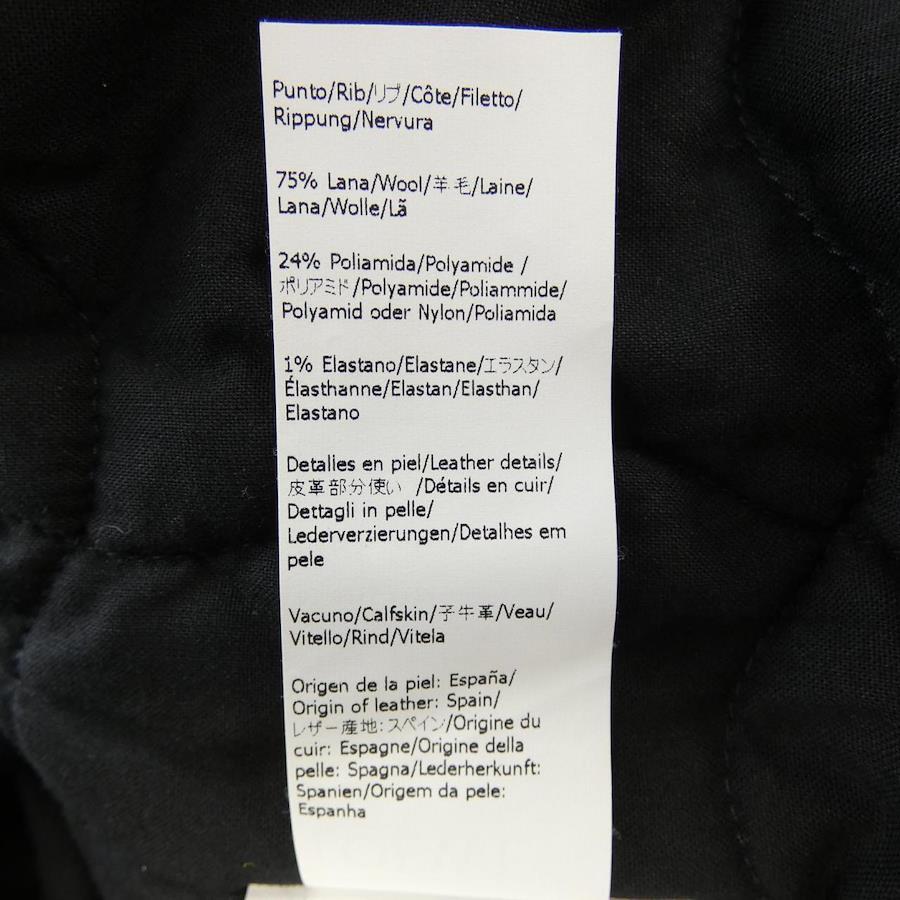 Punto/Rib/リブ/Côte/Filetto/
Rippung/Nervura
75% Lana/Wool/羊毛/Laine/
Lana/Wolle/Lã
24% Poliamida/Polyamide /
ポリアミド/Polyamide/Poliammide/
Polyamid oder Nylon/Poliamida
1% Elastano/Elastane/エラスタン/
Élasthanne/Elastan/Elasthan/
Elastano
Detalles en piel/Leather details/
皮革部分使い /Détails en cuir/
Dettagli in pelle/
Lederverzierungen/Detalhes em
pele
Vacuno/Calfskin/子牛革/Veau/
Vitello/Rind/Vitela
Origen de la piel: España/
Origin of leather: Spain/
レザー産地: スペイン/Origine du
cuir: Espagne/Origine della
pelle: Spagna/Lederherkunft:
Spanien/Origem da pele:
Espanha